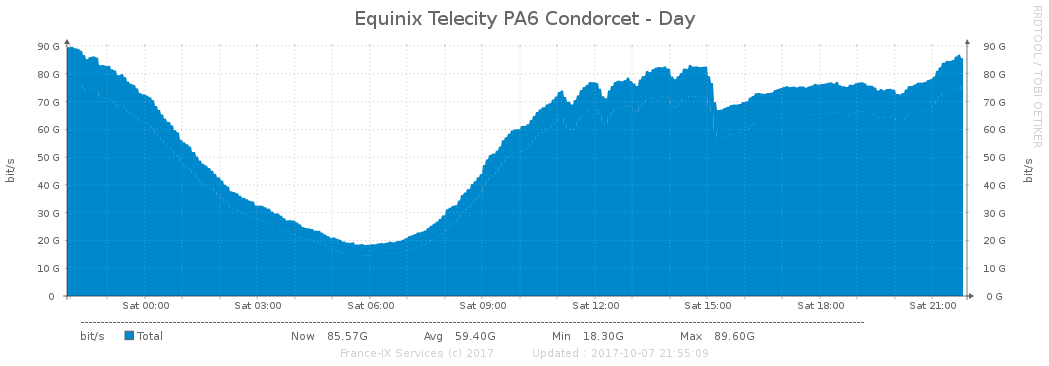 Equinix Telecity PA6 Condorcet - Day
RRDTOOL / TOBI OETIKER
bit/s
90 G
80 G
70 G
60 G
50 G
40 G
30 G
20 G
10 G
0
90 G
80 G
70 G
60 G
50 G
40 G
30 G
20 G
10 G
0 G
bit/s
Sat 00:00 Sat 03:00 Sat 06:00 Sat 09:00 Sat 12:00 Sat 15:00 Sat 18:00 Sat 21:00
bit/s Total Now 85.57G Avg 59.40G Min 18.30G Max 89.60G
France-IX Services (c) 2017 Updated : 2017-10-07 21:55:09